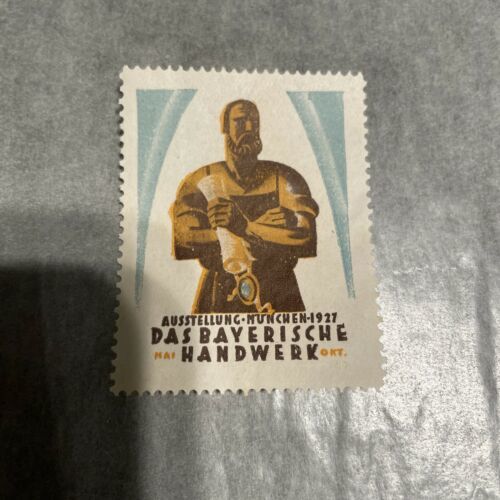 AUSSTELLUNG·MÜNCHEN·1927
DAS BAYERISCHE
MAI HANDWERK OKT.